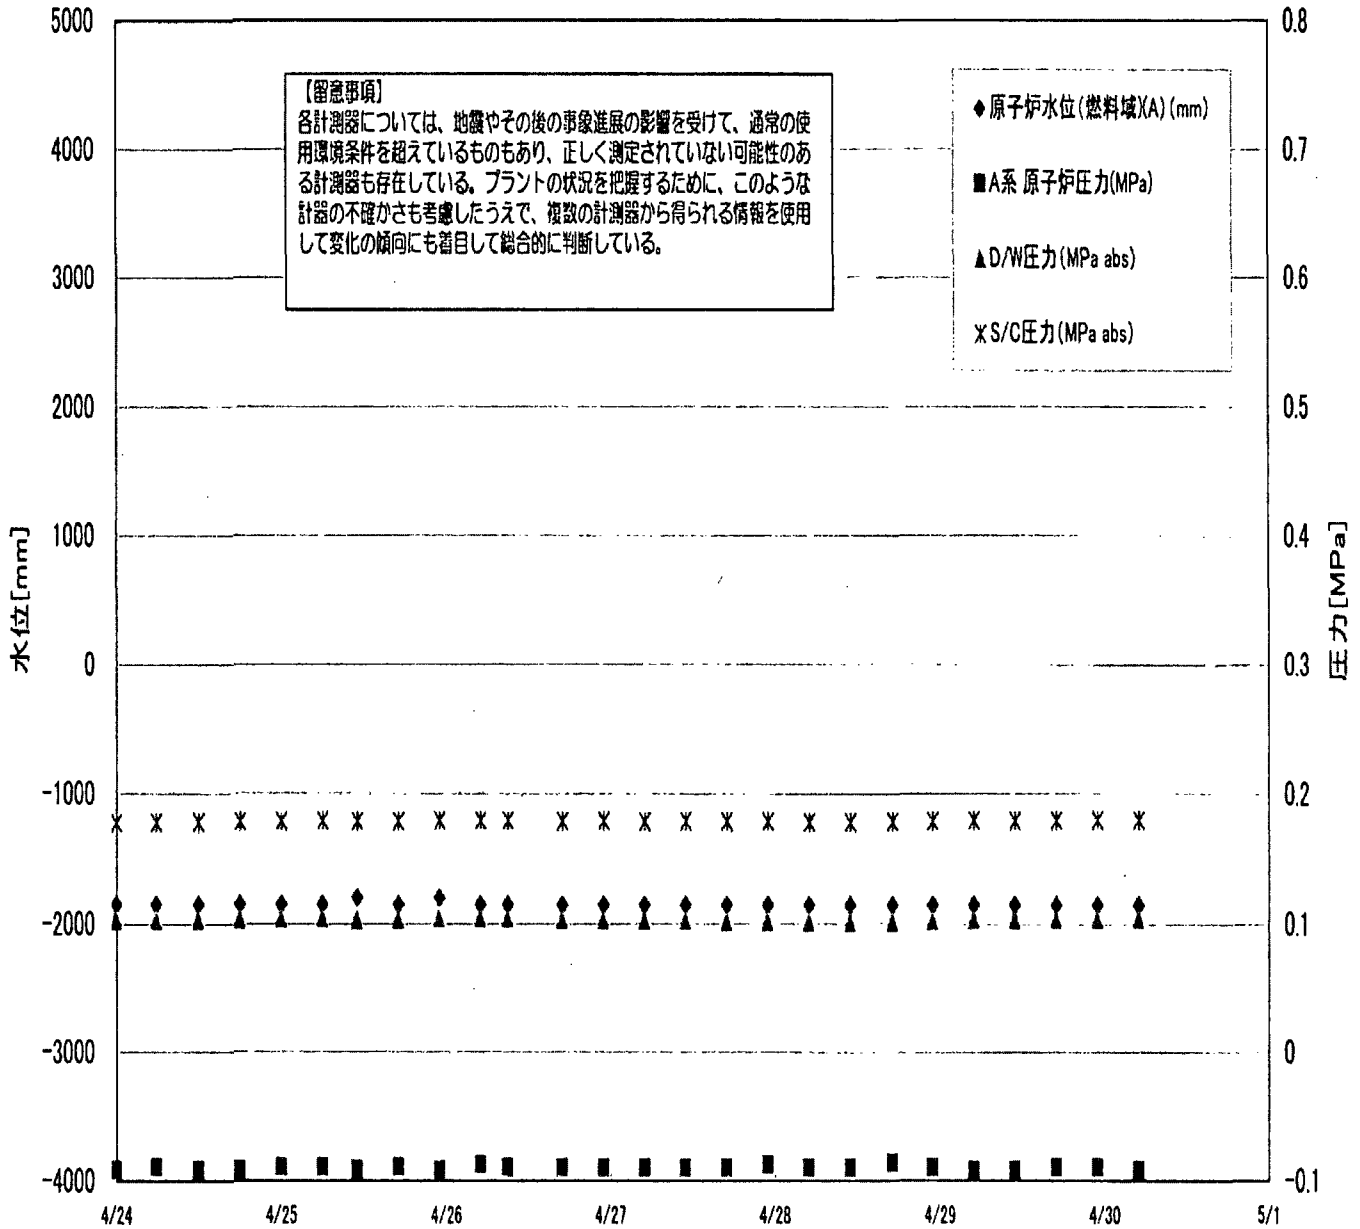 5000
4000
3000
2000
1000
0
-1000
-2000
-3000
-4000
水位[mm]
【留意事項】
各計測器については、地震やその後の事象進展の影響を受けて、通常の使
用環境条件を超えているものもあり、正しく測定されていない可能性のあ
る計測器も存在している。プラントの状況を把握するために、このような
計器の不確かさも考慮したうえで、複数の計測器から得られる情報を使用
して変化の傾向にも着目して総合的に判断している。
◆原子炉水位(燃料域)(A)(mm)
■A系 原子炉圧力(MPa)
▲D/W圧力(MPa abs)
S/C圧力(MPa abs)
0.8
0.7
0.6
0.5
0.4
0.3
0.2
0.1
0
-0.1
圧力[MPa]
4/24
4/25
4/26
4/27
4/28
4/29
4/30
5/1